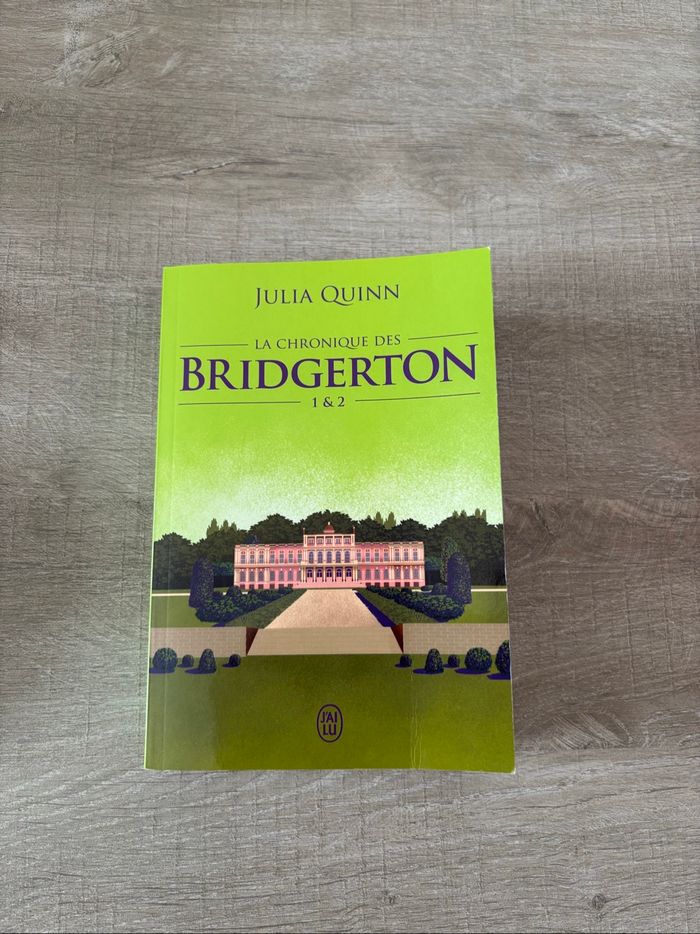 JULIA QUINN
LA CHRONIQUE DES
BRIDGERTON
1 & 2
J'AI
LU